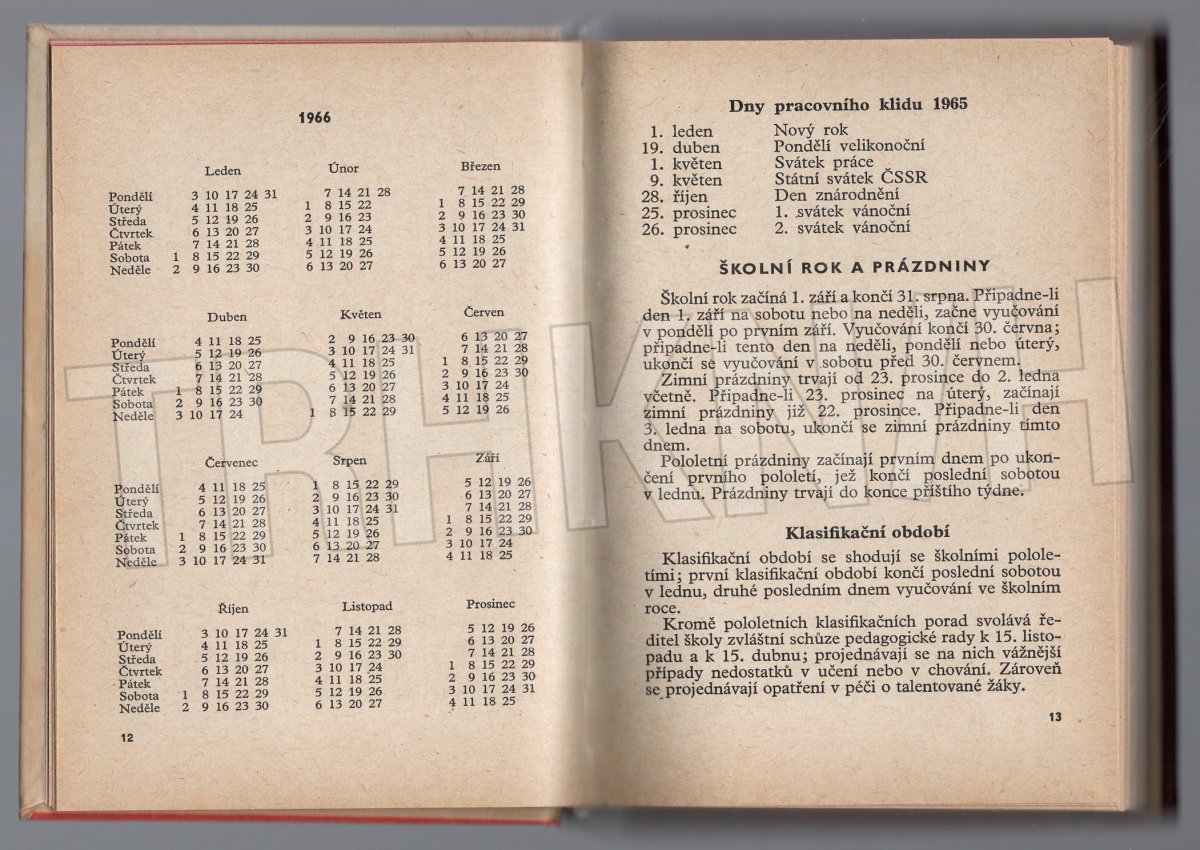 1966
Leden Únor Březen
Pondělí 3 10 17 24 31 7 14 21 28 7 14 21 28
Úterý 4 11 18 25 1 8 15 22 1 8 15 22 29
Středa 5 12 19 26 2 9 16 23 2 9 16 23 30
Čtvrtek 6 13 20 27 3 10 17 24 3 10 17 24 31
Pátek 7 14 21 28 4 11 18 25 4 11 18 25
Sobota 1 8 15 22 29 5 12 19 26 5 12 19 26
Neděle 2 9 16 23 30 6 13 20 27 6 13 20 27
Duben Květen Červen
Pondělí 4 11 18 25 2 9 16 23 30 6 13 20 27
Úterý 5 12 19 26 3 10 17 24 31 7 14 21 28
Středa 6 13 20 27 4 11 18 25 1 8 15 22 29
Čtvrtek 7 14 21 28 5 12 19 26 2 9 16 23 30
Pátek 1 8 15 22 29 6 13 20 27 3 10 17 24
Sobota 2 9 16 23 30 7 14 21 28 4 11 18 25
Neděle 3 10 17 24 1 8 15 22 29 5 12 19 26
Červenec Srpen Září
Pondělí 4 11 18 25 1 8 15 22 29 5 12 19 26
Úterý 5 12 19 26 2 9 16 23 30 6 13 20 27
Středa 6 13 20 27 3 10 17 24 31 7 14 21 28
Čtvrtek 7 14 21 28 4 11 18 25 1 8 15 22 29
Pátek 1 8 15 22 29 5 12 19 26 2 9 16 23 30
Sobota 2 9 16 23 30 6 13 20 27 3 10 17 24
Neděle 3 10 17 24 31 7 14 21 28 4 11 18 25
Říjen Listopad Prosinec
Pondělí 3 10 17 24 31 7 14 21 28 5 12 19 26
Úterý 4 11 18 25 1 8 15 22 29 6 13 20 27
Středa 5 12 19 26 2 9 16 23 30 7 14 21 28
Čtvrtek 6 13 20 27 3 10 17 24 1 8 15 22 29
Pátek 7 14 21 28 4 11 18 25 2 9 16 23 30
Sobota 1 8 15 22 29 5 12 19 26 3 10 17 24 31
Neděle 2 9 16 23 30 6 13 20 27 4 11 18 25
12
Dny pracovního klidu 1965
1. leden Nový rok
19. duben Pondělí velikonoční
1. květen Svátek práce
9. květen Státní svátek ČSSR
28. říjen Den znárodnění
25. prosinec 1. svátek vánoční
26. prosinec 2. svátek vánoční
ŠKOLNÍ ROK A PRÁZDNINY
Školní rok začíná 1. září a končí 31. srpna. Připadne-li
den 1. září na sobotu nebo na neděli, začne vyučování
v pondělí po prvním září. Vyučování končí 30. června;
připadne-li tento den na neděli, pondělí nebo úterý,
ukončí se vyučování v sobotu před 30. červnem.
Zimní prázdniny trvají od 23. prosince do 2. ledna
včetně. Připadne-li 23. prosinec na úterý, začínají
zimní prázdniny již 22. prosince. Připadne-li den
3. ledna na sobotu, ukončí se zimní prázdniny tímto
dnem.
Pololetní prázdniny začínají prvním dnem po ukon-
čení prvního pololetí, jež končí poslední sobotou
v lednu. Prázdniny trvají do konce příštího týdne.
Klasifikační období
Klasifikační období se shodují se školními polole-
tími; první klasifikační období končí poslední sobotou
v lednu, druhé posledním dnem vyučování ve školním
roce.
Kromě pololetních klasifikačních porad svolává ře-
ditel školy zvláštní schůze pedagogické rady k 15. listo-
padu a k 15. dubnu; projednávají se na nich vážnější
případy nedostatků v učení nebo v chování. Zároveň
se projednávají opatření v péči o talentované žáky.
13
TRHKNIH